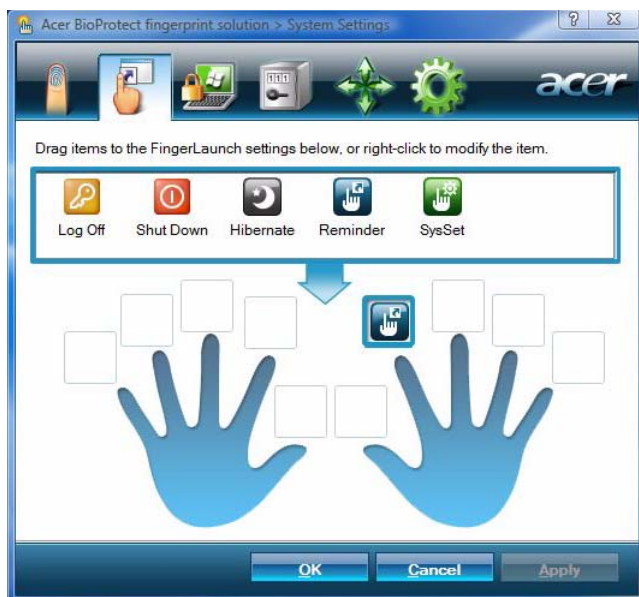 Acer BioProtect fingerprint solution > System Settings
acer
Drag items to the FingerLaunch settings below, or right-click to modify the item.
Log Off Shut Down Hibernate Reminder SysSet
OK Cancel Apply